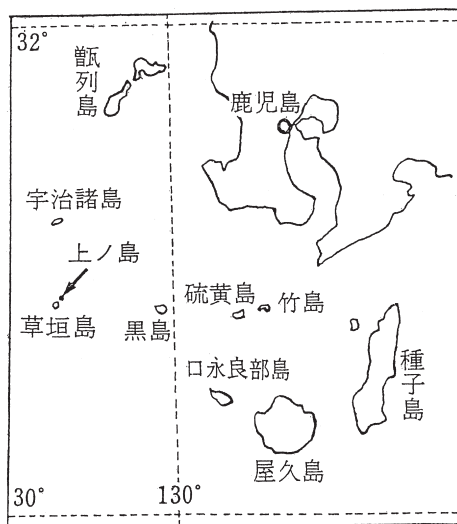 32°
甑列島
鹿児島
宇治諸島
上ノ島
草垣島
黒島
硫黄島
竹島
種子島
口永良部島
屋久島
30°
130°